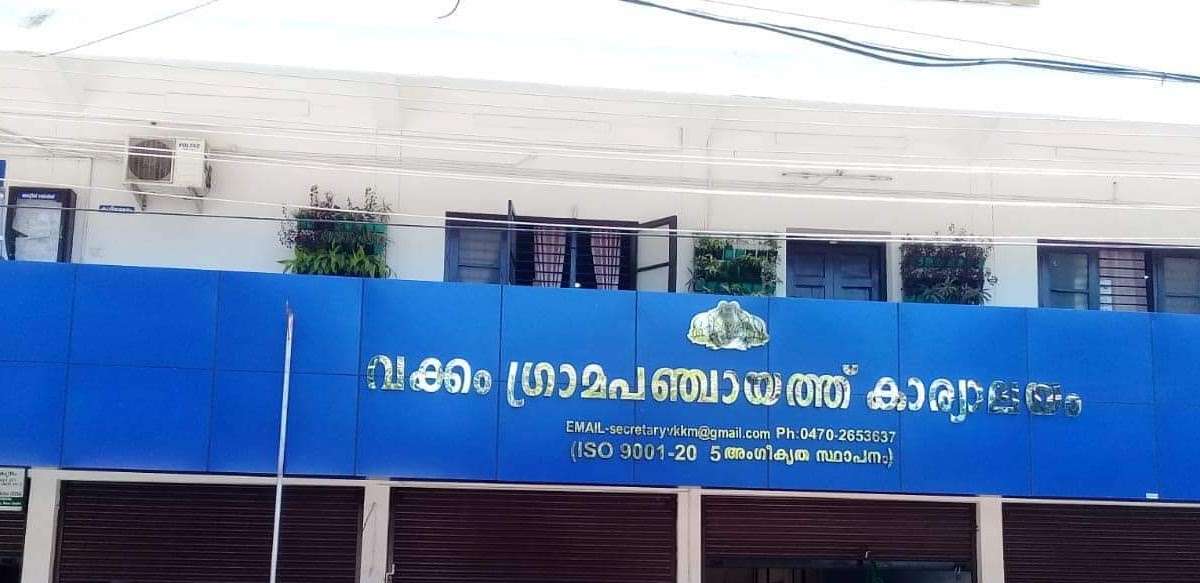 വക്കം ഗ്രാമപഞ്ചായത്ത് കാര്യാലയം
EMAIL-secretaryvkkm@gmail.com Ph:0470-2653637
(ISO 9001-20 5 അംഗീകൃത സ്ഥാപനം)